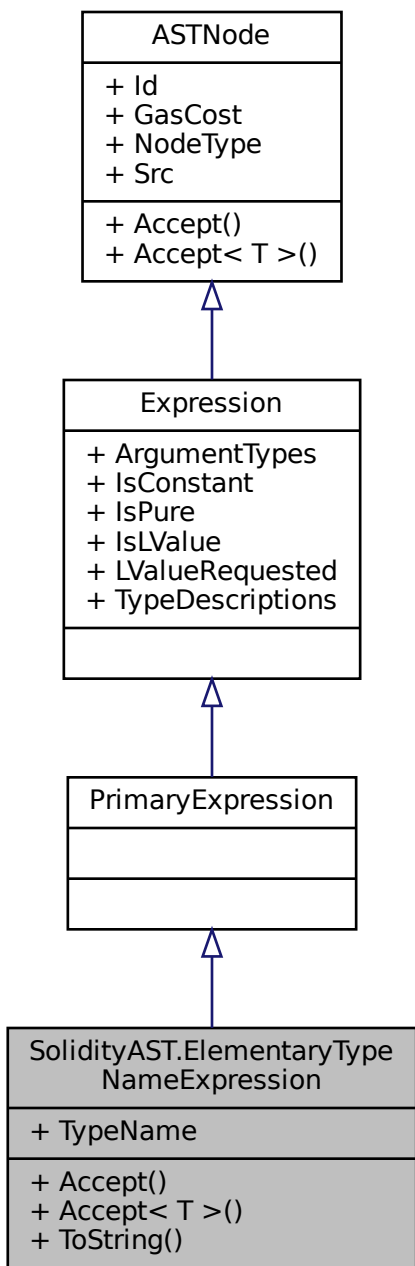 ASTNode
+ Id
+ GasCost
+ NodeType
+ Src
+ Accept()
+ Accept< T >()
Expression
+ ArgumentTypes
+ IsConstant
+ IsPure
+ IsLValue
+ LValueRequested
+ TypeDescriptions
PrimaryExpression
SolidityAST.ElementaryType
NameExpression
+ TypeName
+ Accept()
+ Accept< T >()
+ ToString()